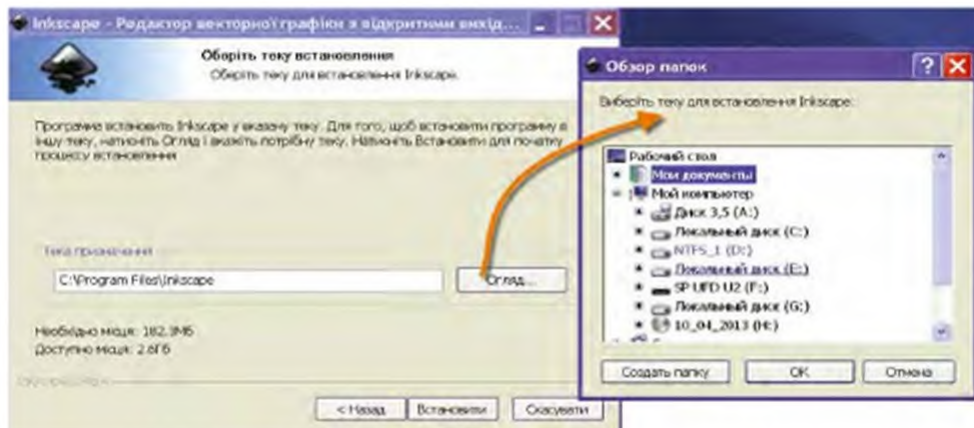 Inkscape - Редактор векторної графіки з відкритими вихід...
Оберіть теку встановлення
Оберіть теку для встановлення Inkscape.
Програма встановить Inkscape у вказану теку. Для того, щоб встановити программу в
іншу теку, натисніть Огляд і вкажіть потрібну теку. Натисніть Встановити для початку
процесу встановлення
Тека призначення
C:\Program Files\Inkscape
Огляд...
Необхідно місця: 182.9Мб
Доступно місця: 2.6Гб
< Назад
Встановити
Скасувати
Обзор папок
Виберіть теку для встановлення Inkscape:
Рабочий стол
Мои документы
Мой компьютер
Диск 3,5 (A:)
Локальный диск (C:)
NTFS_1 (D:)
Локальный диск (E:)
SP UFD U2 (F:)
Локальный диск (G:)
10_04_2013 (H:)
Создать папку
OK
Отмена